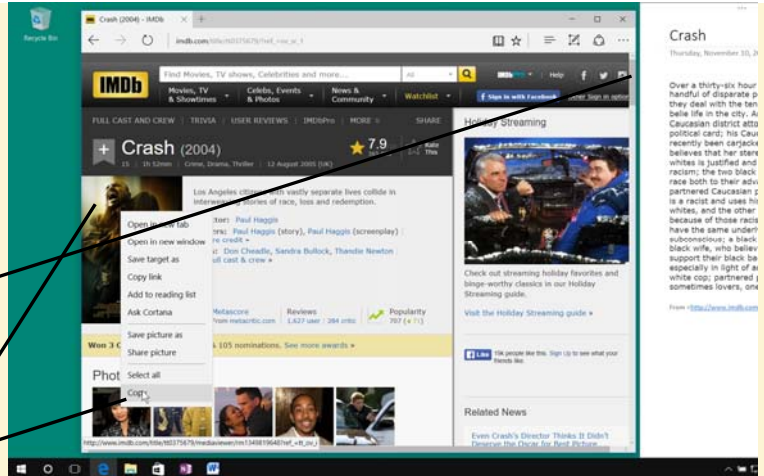 Recycle Bin
Crash (2004) - IMDb
imdb.com/title/tt0375679/?ref_=nv_sr_1
IMDb
Find Movies, TV shows, Celebrities and more...
All
Help
Movies, TV
& Showtimes
Celebs, Events
& Photos
News &
Community
Watchlist
Sign in with Facebook
Other Sign in option
FULL CAST AND CREW | TRIVIA | USER REVIEWS | IMDbPro | MORE
SHARE
+ Crash (2004)
7.9
Rate
This
15 | 1h 52min | Crime, Drama, Thriller | 12 August 2005 (UK)
Los Angeles citizens with vastly separate lives collide in
interweaving stories of race, loss and redemption.
Paul Haggis
Paul Haggis (story), Paul Haggis (screenplay) |
re credit »
Don Cheadle, Sandra Bullock, Thandie Newton |
ull cast & crew »
Open in new tab
Open in new window
Save target as
Copy link
Add to reading list
Ask Cortana
Save picture as
Share picture
Select all
Copy
Metascore
From metacritic.com
Reviews
1,627 user | 284 critic
Popularity
707
Won 3
& 105 nominations. See more awards »
Phot
http://www.imdb.com/title/tt0375679/mediaviewer/rm1349819648?ref_=tt_ov_i
Holiday Streaming
Check out streaming holiday favorites and
binge-worthy classics in our Holiday
Streaming guide.
Visit the Holiday Streaming guide »
Like
people like this. Sign Up to see what your
friends like.
Related News
Even Crash's Director Thinks It Didn't
Deserve the Oscar for Best Picture
Crash
Thursday, November 10, 20
Over a thirty-six hour
handful of disparate p
they deal with the ten
belie life in the city. A
Caucasian district atto
political card; his Cau
recently been carjacke
believes that her stere
whites is justified and
racism; the two black
race both to their adva
partnered Caucasian p
is a racist and uses hi
whites, and the other
because of those racis
have the same underly
subconscious; a black
black wife, who believ
support their black ba
especially in light of a
white cop; partnered p
sometimes lovers, one
From <http://www.imdb.com